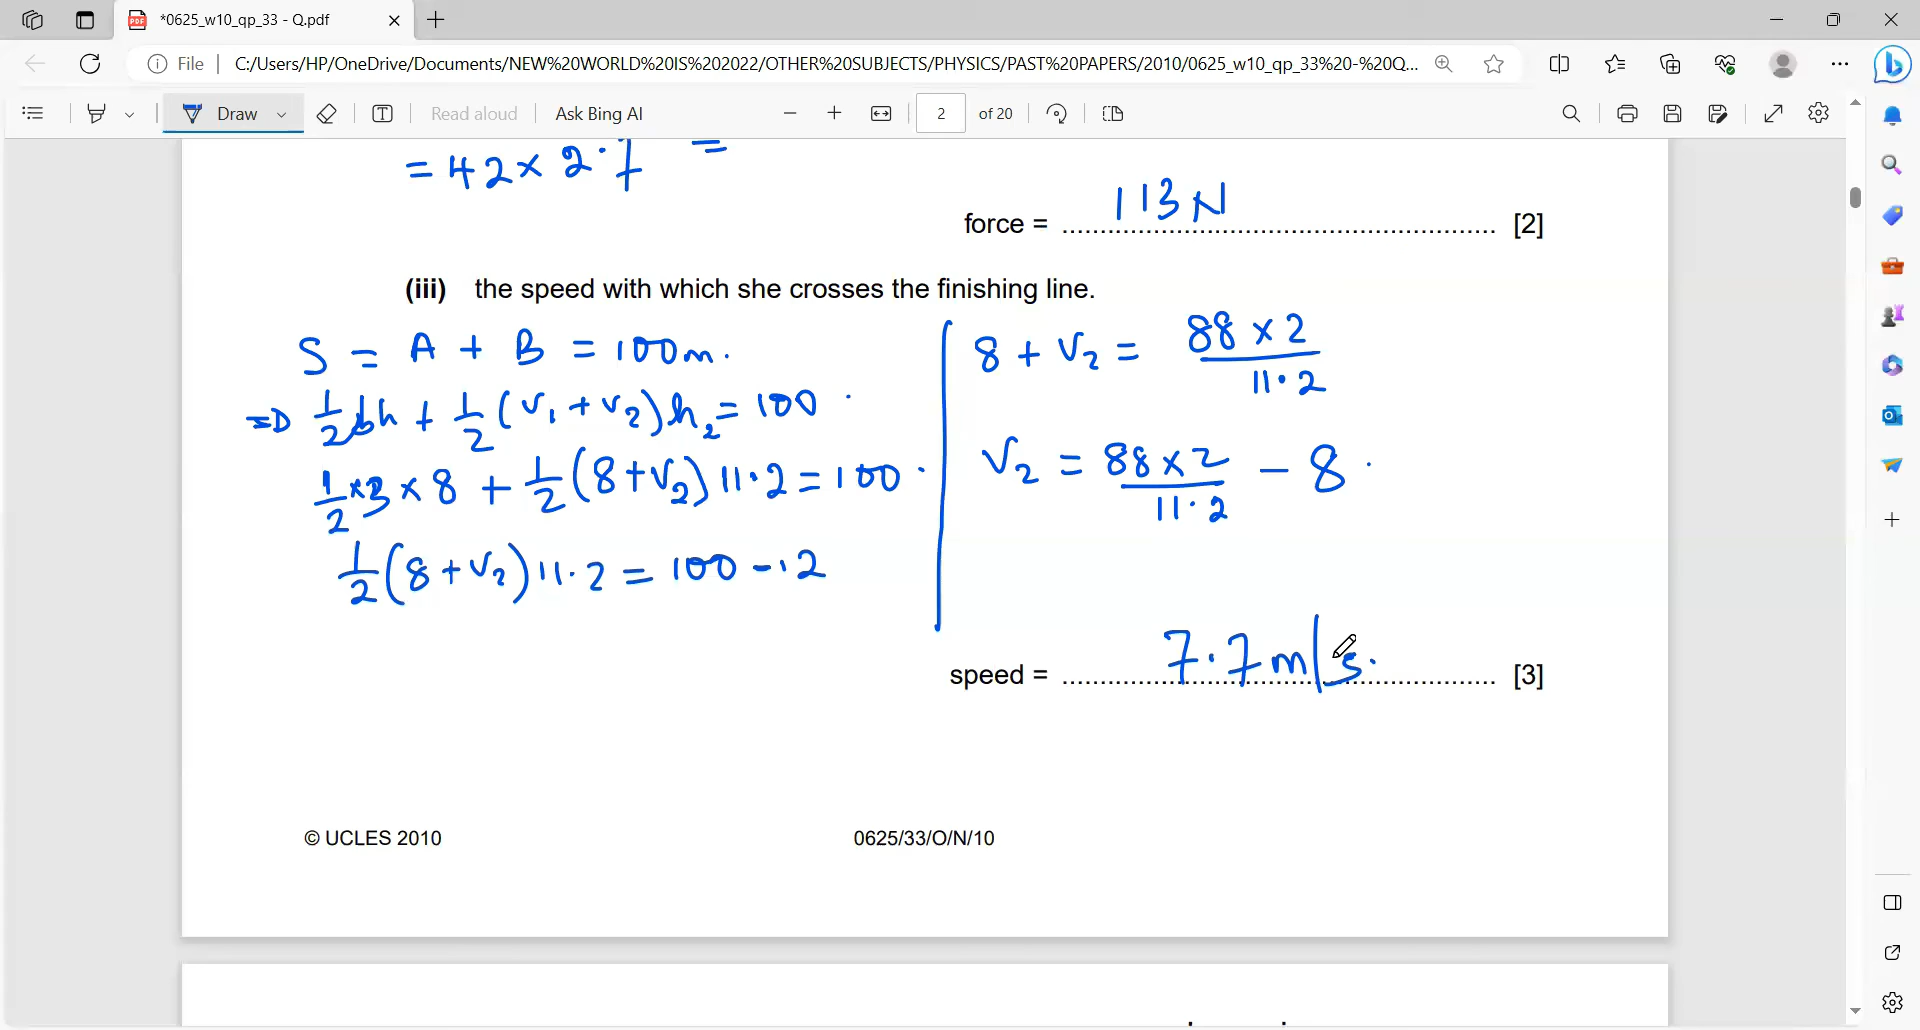 *0625_w10_qp_33 - Q.pdf
File | C:/Users/HP/OneDrive/Documents/NEW%20WORLD%20IS%202022/OTHER%20SUBJECTS/PHYSICS/PAST%20PAPERS/2010/0625_w10_qp_33%20-%20Q...
Draw
Read aloud
Ask Bing AI
2 of 20
= 42 × 2.7 =
113 N
force = ........................................................ [2]
(iii) the speed with which she crosses the finishing line.
S = A + B = 100m.
=D 1/2 bh + 1/2 (V1 + V2) h2 = 100.
1/2 × 3 × 8 + 1/2 (8 + V2) 11.2 = 100.
1/2 (8 + V2) 11.2 = 100 - 12
8 + V2 = 88 × 2 / 11.2
V2 = 88 × 2 / 11.2 - 8.
7.7 m/s.
speed = ........................................................ [3]
© UCLES 2010
0625/33/O/N/10